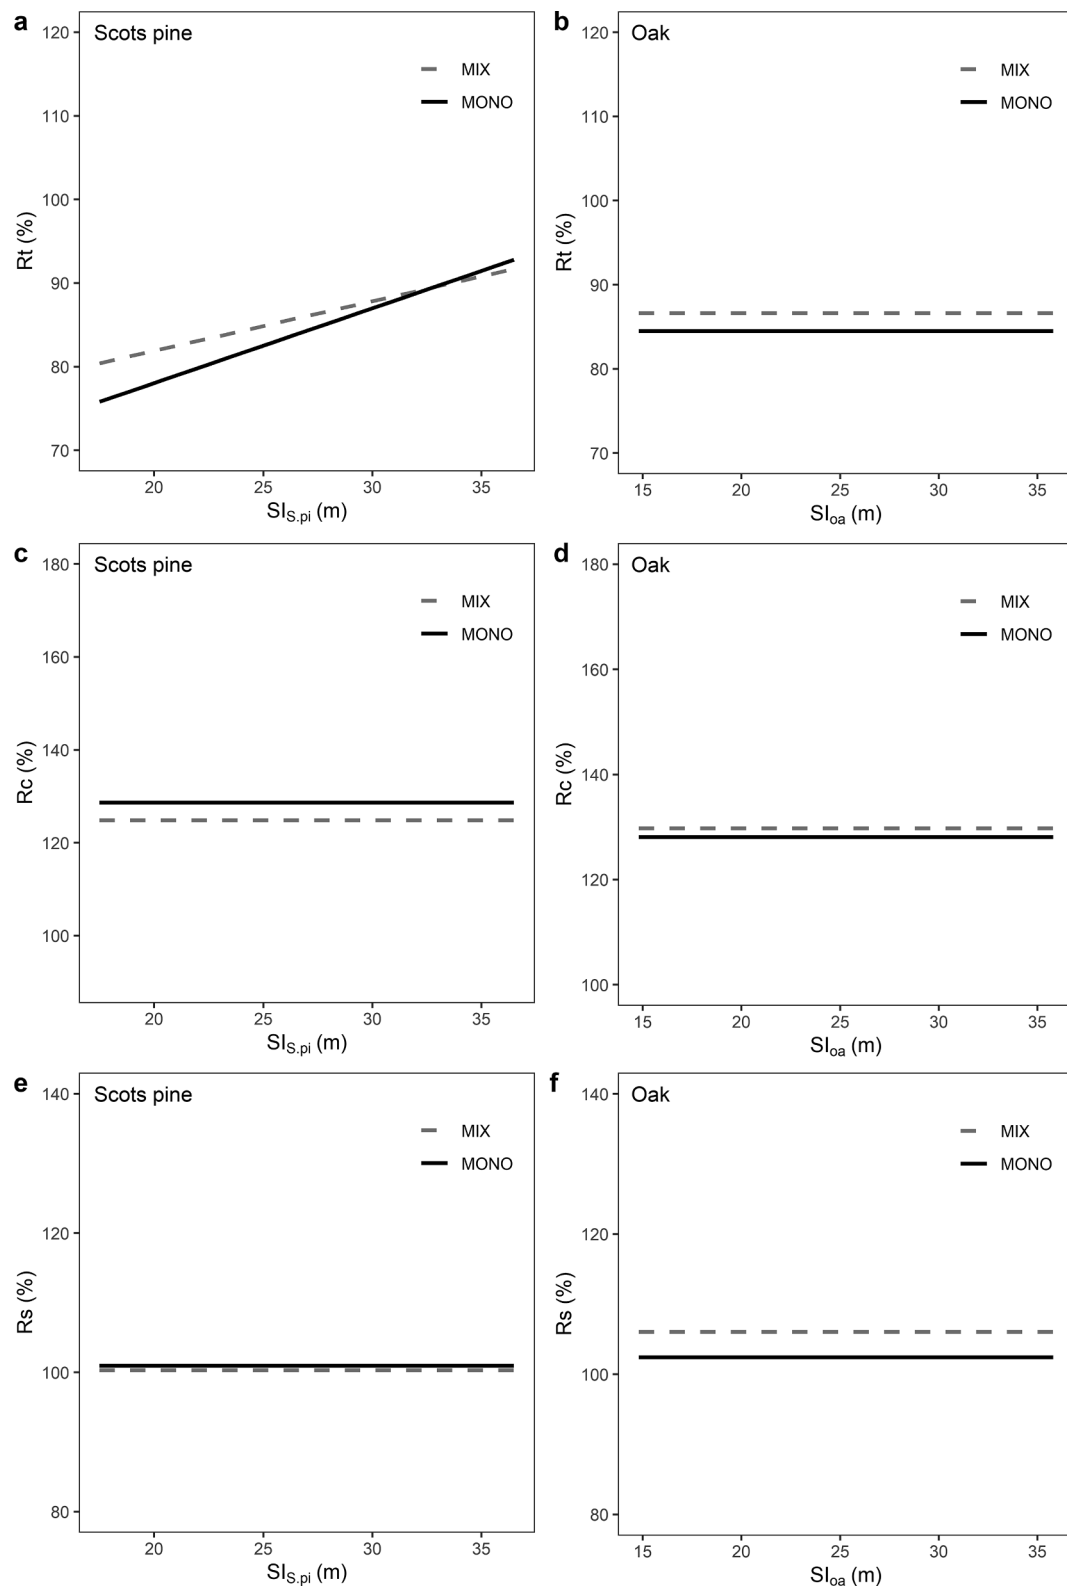 a
Scots pine
MIX
MONO
120
110
100
90
80
70
Rt (%)
20 25 30 35
SIS.pi (m)
b
Oak
MIX
MONO
120
110
100
90
80
70
Rt (%)
15 20 25 30 35
SIoa (m)
c
Scots pine
MIX
MONO
180
160
140
120
100
Rc (%)
20 25 30 35
SIS.pi (m)
d
Oak
MIX
MONO
180
160
140
120
100
Rc (%)
15 20 25 30 35
SIoa (m)
e
Scots pine
MIX
MONO
140
120
100
80
Rs (%)
20 25 30 35
SIS.pi (m)
f
Oak
MIX
MONO
140
120
100
80
Rs (%)
15 20 25 30 35
SIoa (m)